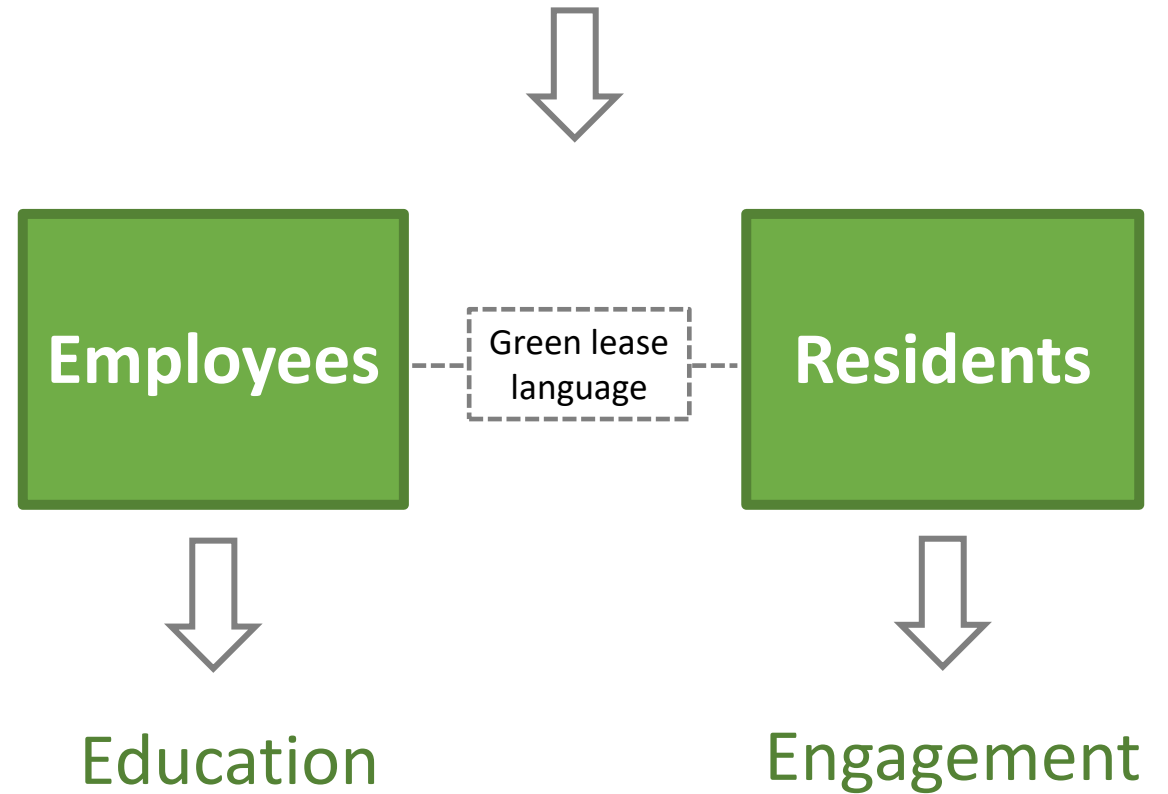 Employees
Green lease
language
Residents
Education
Engagement